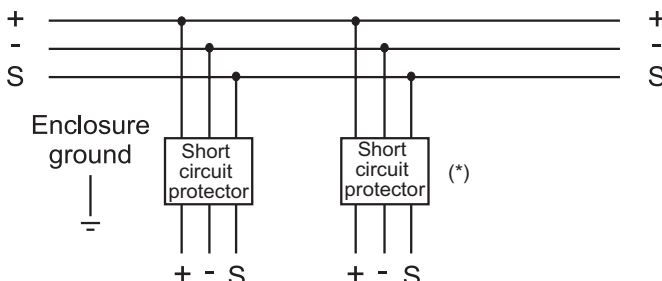 + +
- -
S S
Enclosure
ground
Short
circuit
protector
Short
circuit
protector
(*)
+ - S
+ - S